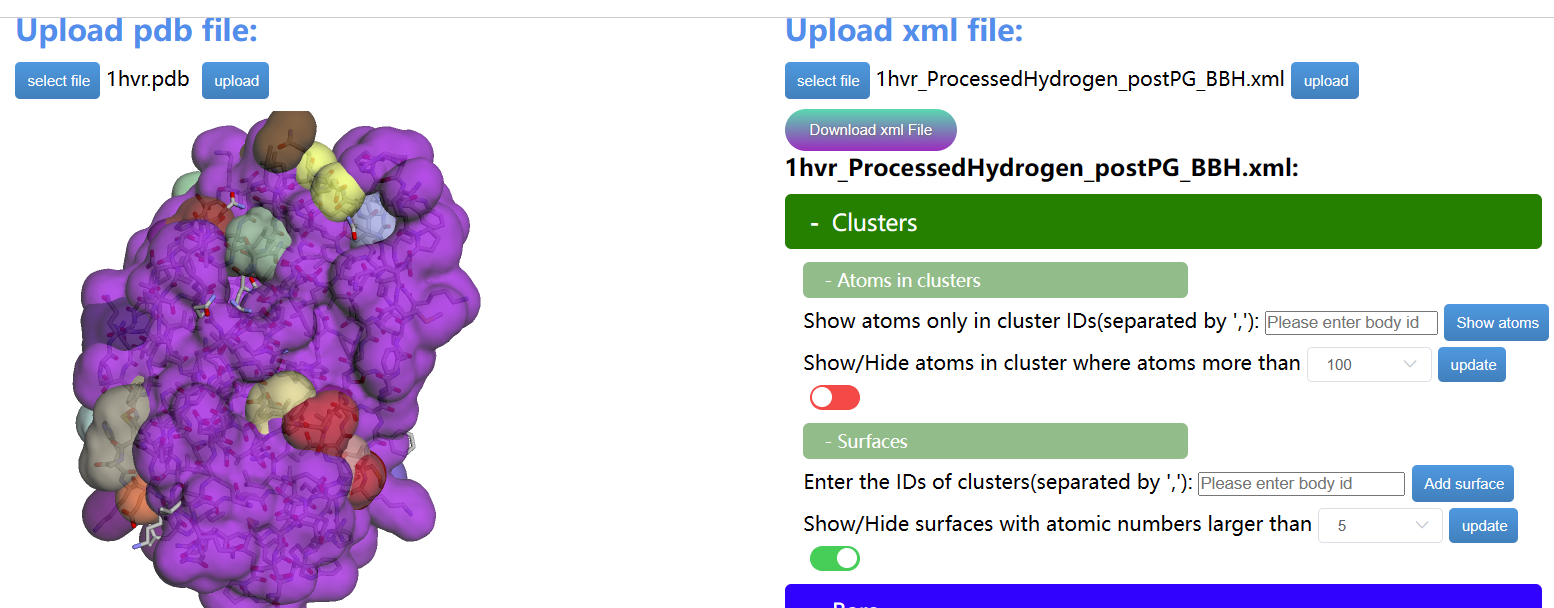 Upload pdb file:
select file 1hvr.pdb upload
Upload xml file:
select file 1hvr_ProcessedHydrogen_postPG_BBH.xml upload
Download xml File
1hvr_ProcessedHydrogen_postPG_BBH.xml:
- Clusters
- Atoms in clusters
Show atoms only in cluster IDs(separated by ','): Please enter body id Show atoms
Show/Hide atoms in cluster where atoms more than 100 update
- Surfaces
Enter the IDs of clusters(separated by ','): Please enter body id Add surface
Show/Hide surfaces with atomic numbers larger than 5 update